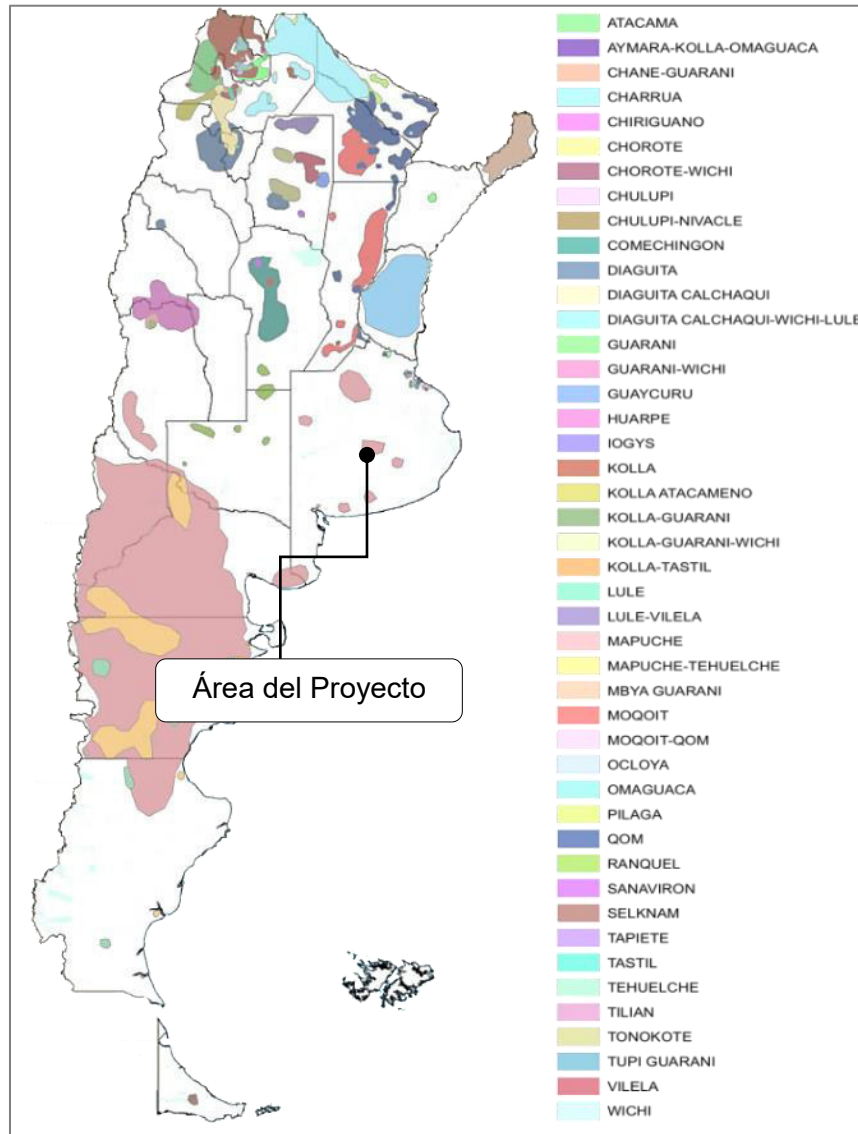 ATACAMA
AYMARA-KOLLA-OMAGUACA
CHANE-GUARANI
CHARRUA
CHIRIGUANO
CHOROTE
CHOROTE-WICHI
CHULUPI
CHULUPI-NIVACLE
COMECHINGON
DIAGUITA
DIAGUITA CALCHAQUI
DIAGUITA CALCHAQUI-WICHI-LULE
GUARANI
GUARANI-WICHI
GUAYCURU
HUARPE
IOGYS
KOLLA
KOLLA ATACAMENO
KOLLA-GUARANI
KOLLA-GUARANI-WICHI
KOLLA-TASTIL
LULE
LULE-VILELA
MAPUCHE
MAPUCHE-TEHUELCHE
MBYA GUARANI
MOQOIT
MOQOIT-QOM
OCLOYA
OMAGUACA
PILAGA
QOM
RANQUEL
SANAVIRON
SELKNAM
TAPIETE
TASTIL
TEHUELCHE
TILIAN
TONOKOTE
TUPI GUARANI
VILELA
WICHI
Área del Proyecto